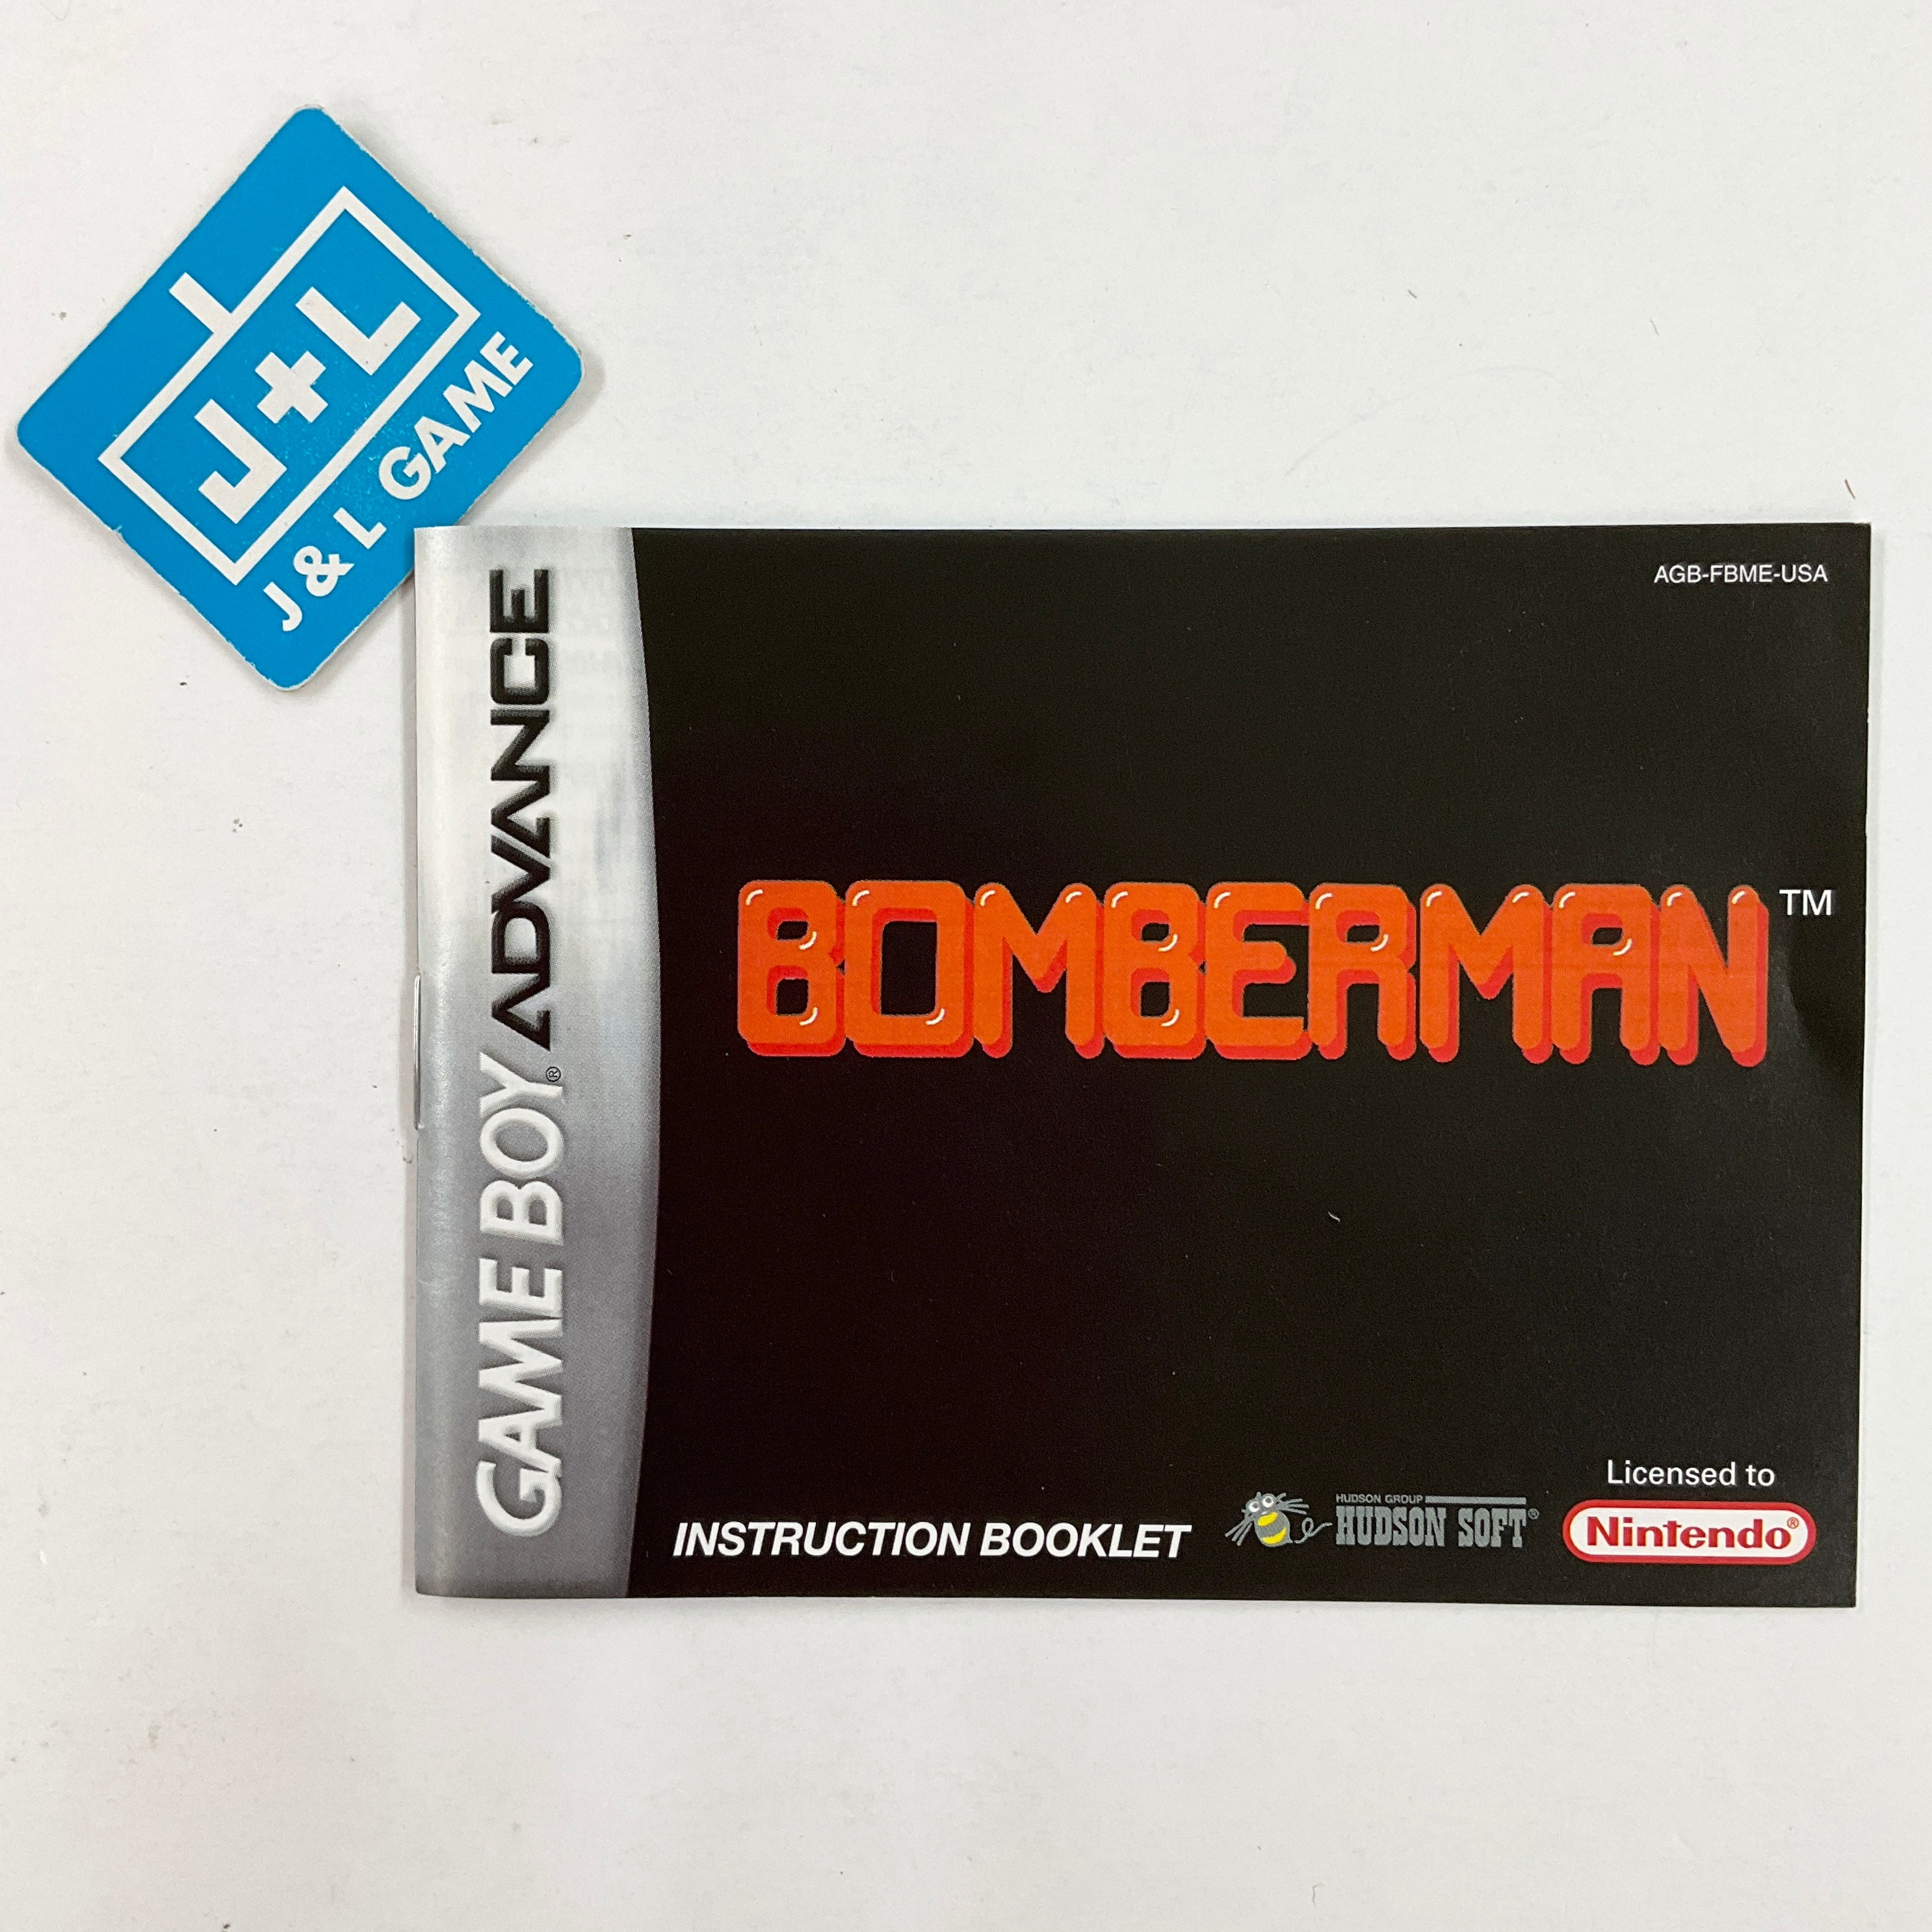 J+L
J & L GAME
GAME BOY ADVANCE
®
AGB-FBME-USA
BOMBERMAN™
INSTRUCTION BOOKLET
HUDSON GROUP
HUDSON SOFT®
Licensed to
Nintendo®